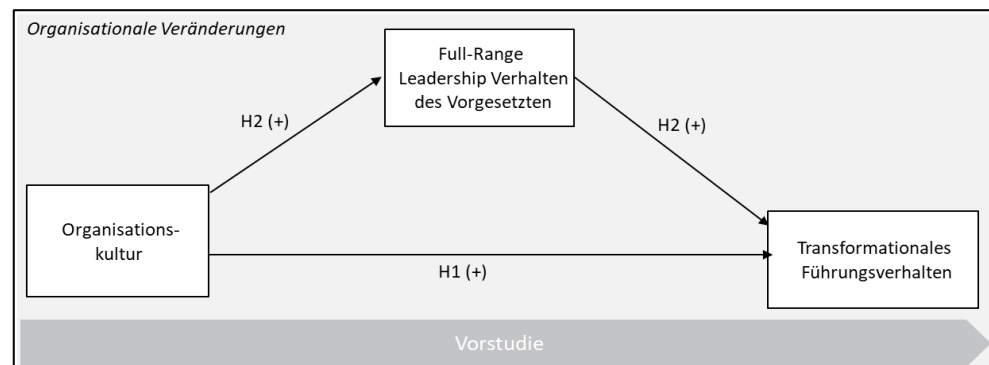 Organisationale Veränderungen
Full-Range
Leadership Verhalten
des Vorgesetzten
H2 (+)
H2 (+)
Organisations-
kultur
H1 (+)
Transformationales
Führungsverhalten
Vorstudie